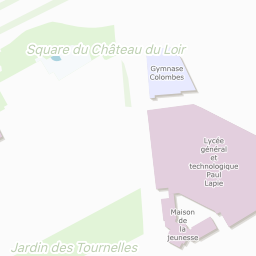 Square du Château du Loir
Gymnase
Colombes
Lycée
général
et
technologique
Paul
Lapie
Maison
de
la
jeunesse
Jardin des Tournelles